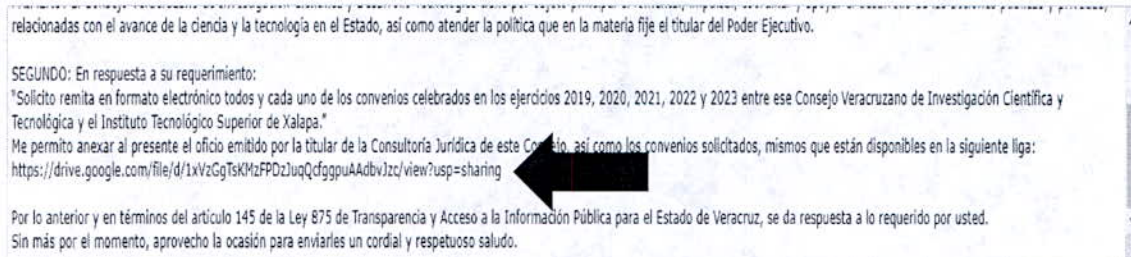 relacionadas con el avance de la ciencia y la tecnología en el Estado, así como atender la política que en la materia fije el titular del Poder Ejecutivo.
SEGUNDO: En respuesta a su requerimiento:
"Solicito remita en formato electrónico todos y cada uno de los convenios celebrados en los ejercicios 2019, 2020, 2021, 2022 y 2023 entre ese Consejo Veracruzano de Investigación Científica y
Tecnológica y el Instituto Tecnológico Superior de Xalapa."
Me permito anexar al presente el oficio emitido por la titular de la Consultoría Jurídica de este Consejo, así como los convenios solicitados, mismos que están disponibles en la siguiente liga:
https://drive.google.com/file/d/1xVzGgTsKMzFPDzJuqQcfggpuAAdbvJzc/view?usp=sharing
Por lo anterior y en términos del artículo 145 de la Ley 875 de Transparencia y Acceso a la Información Pública para el Estado de Veracruz, se da respuesta a lo requerido por usted.
Sin más por el momento, aprovecho la ocasión para enviarles un cordial y respetuoso saludo.